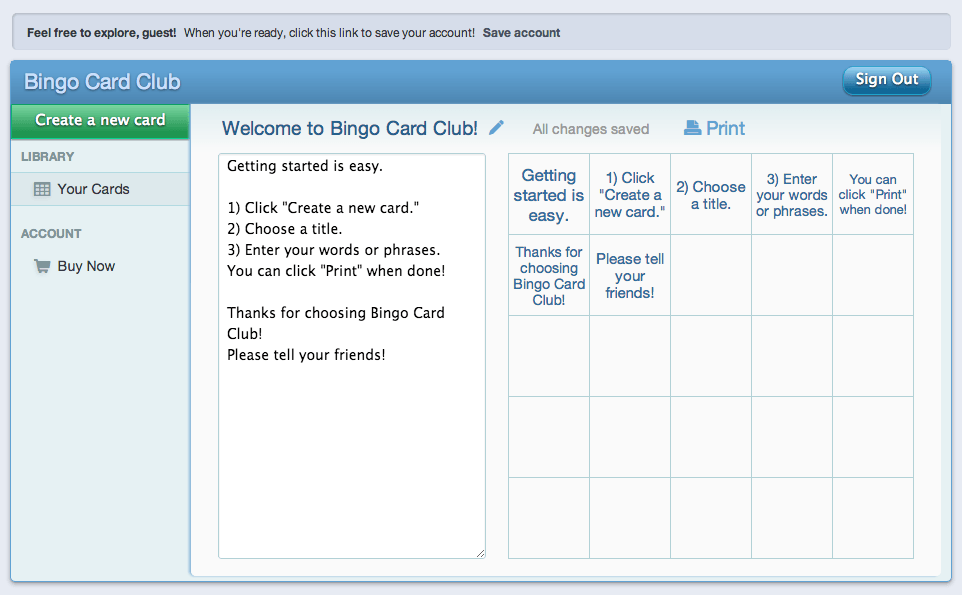 Feel free to explore, guest! When you're ready, click this link to save your account! Save account
Bingo Card Club
Sign Out
Create a new card
LIBRARY
Your Cards
ACCOUNT
Buy Now
Welcome to Bingo Card Club!
All changes saved
Print
Getting started is easy.
1) Click "Create a new card."
2) Choose a title.
3) Enter your words or phrases.
You can click "Print" when done!
Thanks for choosing Bingo Card
Club!
Please tell your friends!
Getting
started is
easy.
1) Click
"Create a
new card."
2) Choose
a title.
3) Enter
your words
or phrases.
You can
click "Print"
when done!
Thanks for
choosing
Bingo Card
Club!
Please tell
your
friends!